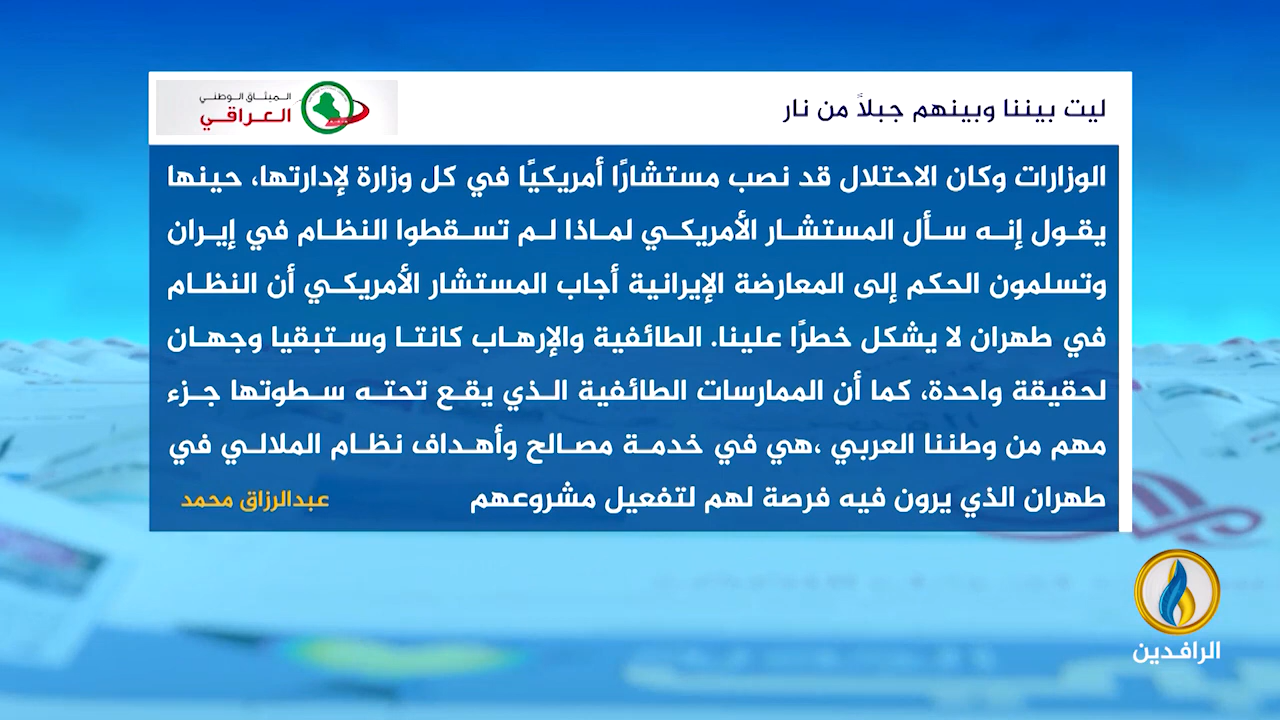 الميثاق الوطني
العراقي
ليت بيننا وبينهم جبلاً من نار
الوزارات وكان الاحتلال قد نصب مستشارًا أمريكيًا في كل وزارة لإدارتها، حينها
يقول إنه سأل المستشار الأمريكي لماذا لم تسقطوا النظام في إيران
وتسلمون الحكم إلى المعارضة الإيرانية أجاب المستشار الأمريكي أن النظام
في طهران لا يشكل خطرًا علينا. الطائفية والإرهاب كانتا وستبقيا وجهان
لحقيقة واحدة، كما أن الممارسات الطائفية الذي يقع تحته سطوتها جزء
مهم من وطننا العربي ،هي في خدمة مصالح وأهداف نظام الملالي في
طهران الذي يرون فيه فرصة لهم لتفعيل مشروعهم
عبدالرزاق محمد
الرافدين